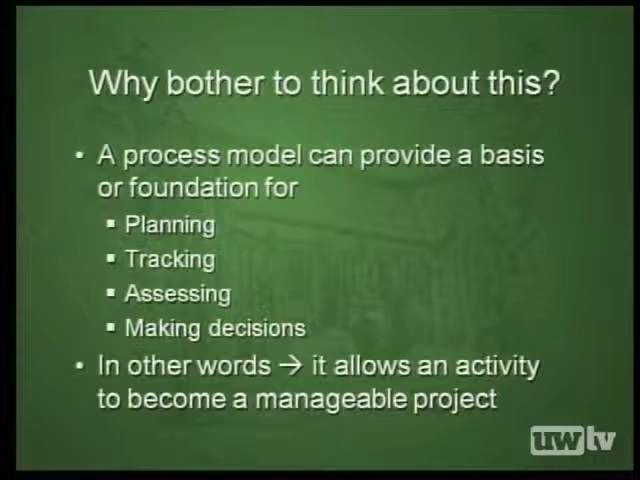 Why bother to think about this?
• A process model can provide a basis
or foundation for
▪ Planning
▪ Tracking
▪ Assessing
▪ Making decisions
• In other words → it allows an activity
to become a manageable project
uwtv